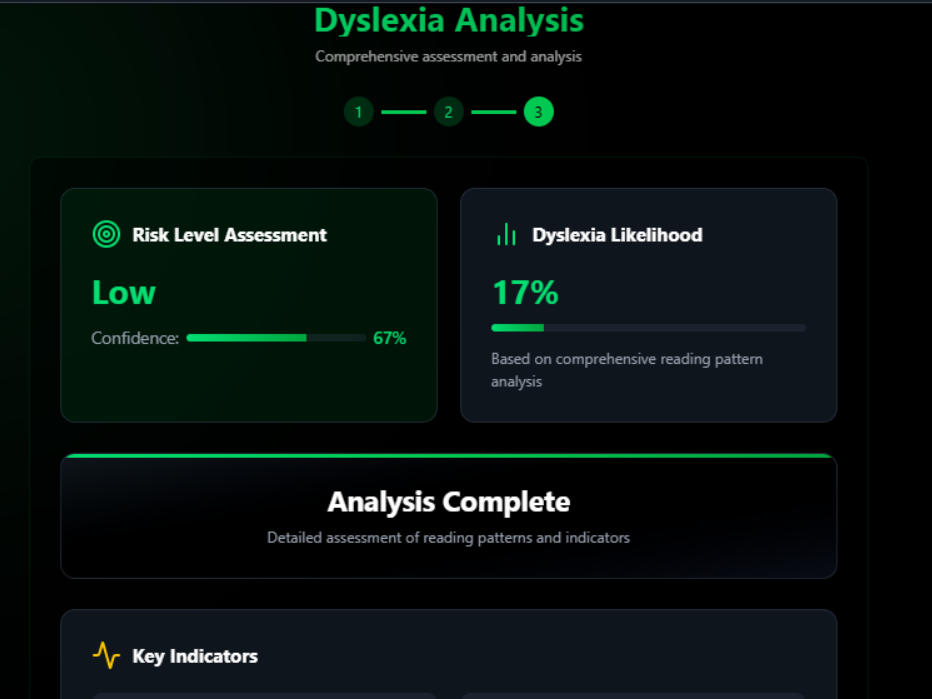 Dyslexia Analysis
Comprehensive assessment and analysis
1 2 3
Risk Level Assessment
Low
Confidence: 67%
Dyslexia Likelihood
17%
Based on comprehensive reading pattern
analysis
Analysis Complete
Detailed assessment of reading patterns and indicators
Key Indicators